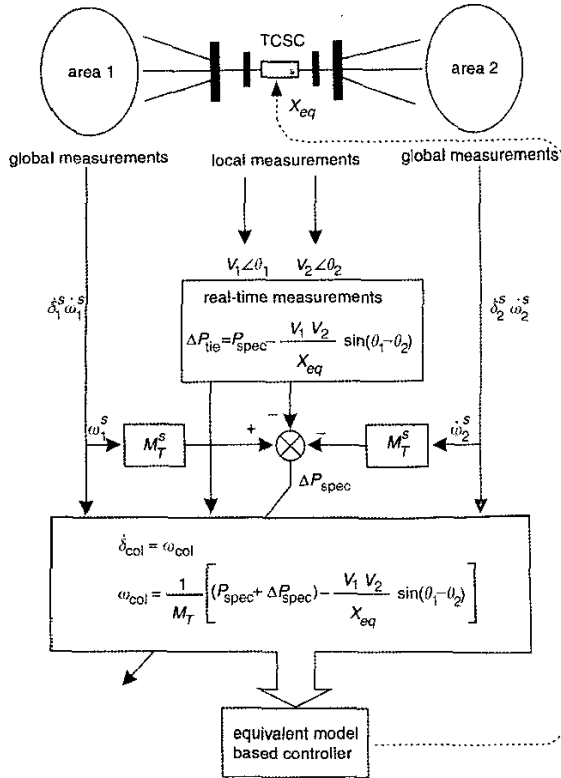 TCSC
area 1
area 2
X_eq
global measurements
local measurements
global measurements
V_1∠θ_1
V_2∠θ_2
real-time measurements
ΔP_tie=P_spec − V_1 V_2 / X_eq sin(θ_1−θ_2)
δ̇_1^s ω̇_1^s
δ̇_2^s ω̇_2^s
−
ω_1^s
M_T^s
+
−
M_T^s
ω̇_2^s
ΔP_spec
δ̇_col = ω_col
ω_col = 1 / M_T [(P_spec + ΔP_spec) − V_1 V_2 / X_eq sin(θ_1−θ_2)]
equivalent model
based controller